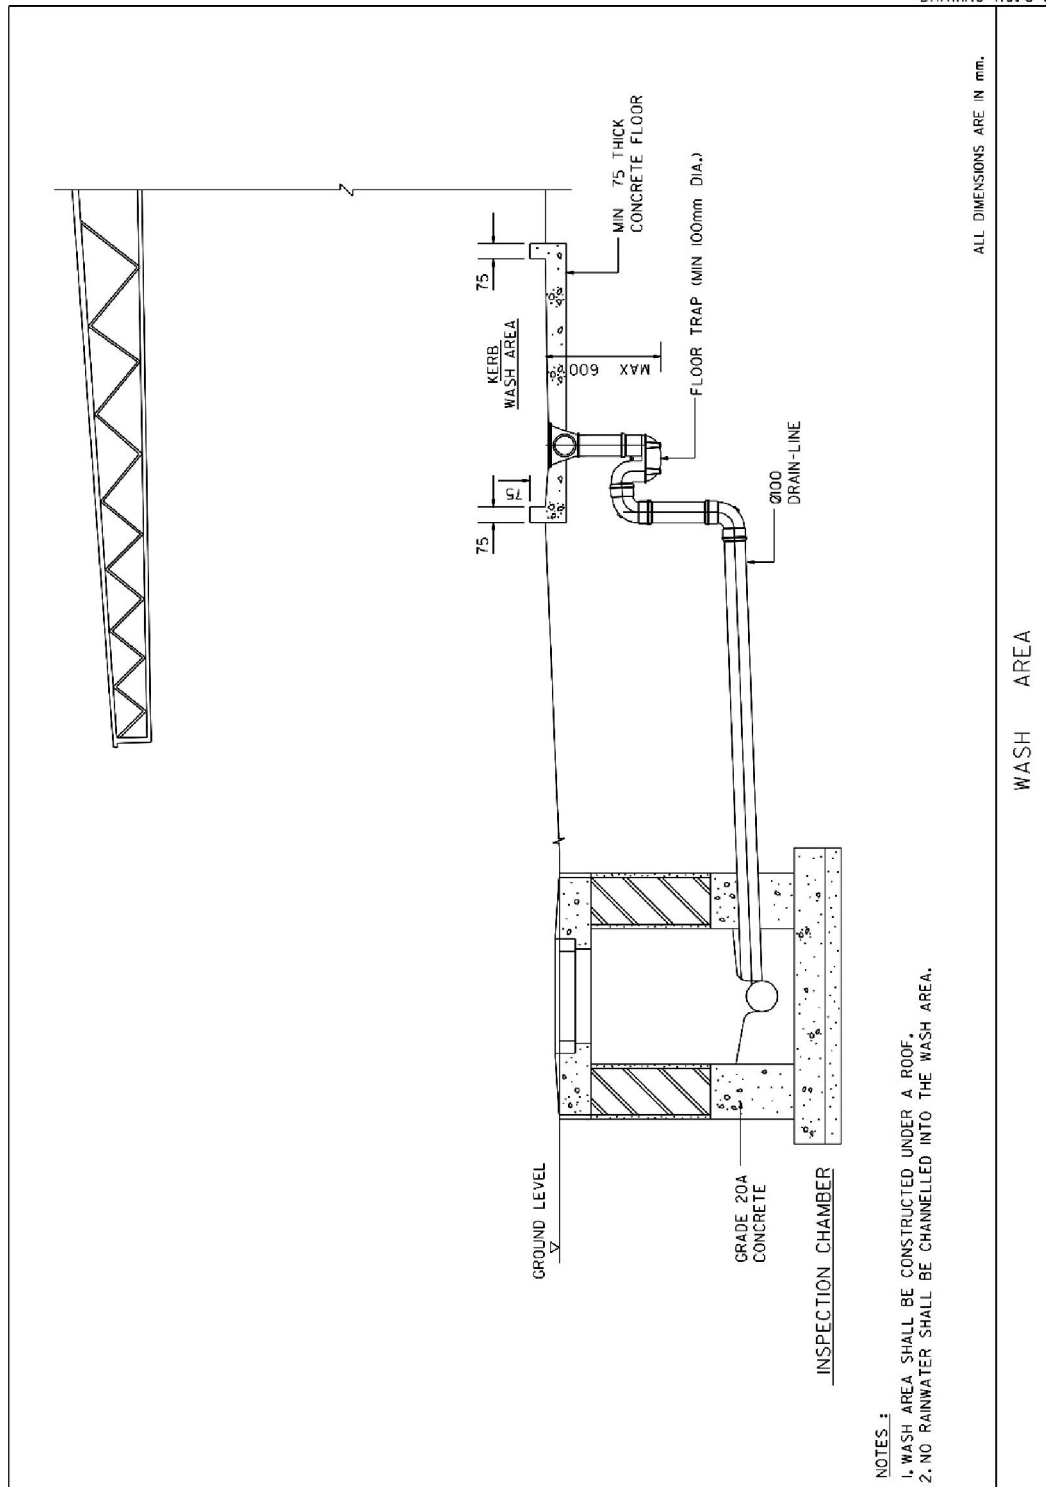 75
75
75
KERB
WASH AREA
MAX 600
MIN 75 THICK
CONCRETE FLOOR
FLOOR TRAP (MIN 100mm DIA.)
Ø100
DRAIN-LINE
GROUND LEVEL
GRADE 20A
CONCRETE
INSPECTION CHAMBER
NOTES :
1. WASH AREA SHALL BE CONSTRUCTED UNDER A ROOF.
2. NO RAINWATER SHALL BE CHANNELLED INTO THE WASH AREA.
ALL DIMENSIONS ARE IN mm.
WASH AREA